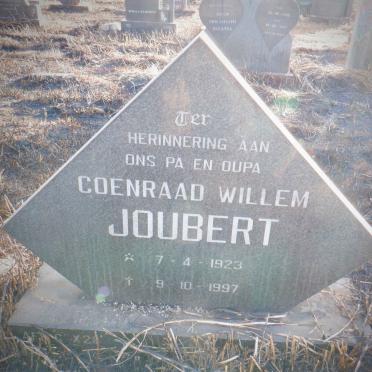 Ter
HERINNERING AAN
ONS PA EN OUPA
COENRAAD WILLEM
JOUBERT
* 7 - 4 - 1923
† 9 - 10 - 1997